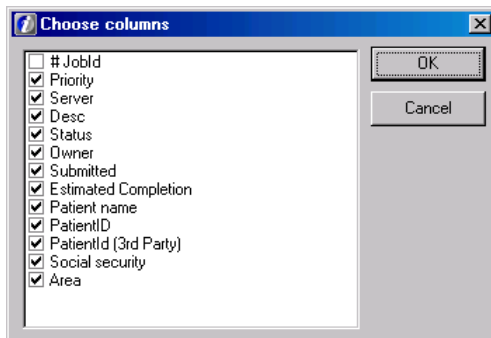 Choose columns
# JobId
Priority
Server
Desc
Status
Owner
Submitted
Estimated Completion
Patient name
PatientID
PatientId (3rd Party)
Social security
Area
OK
Cancel